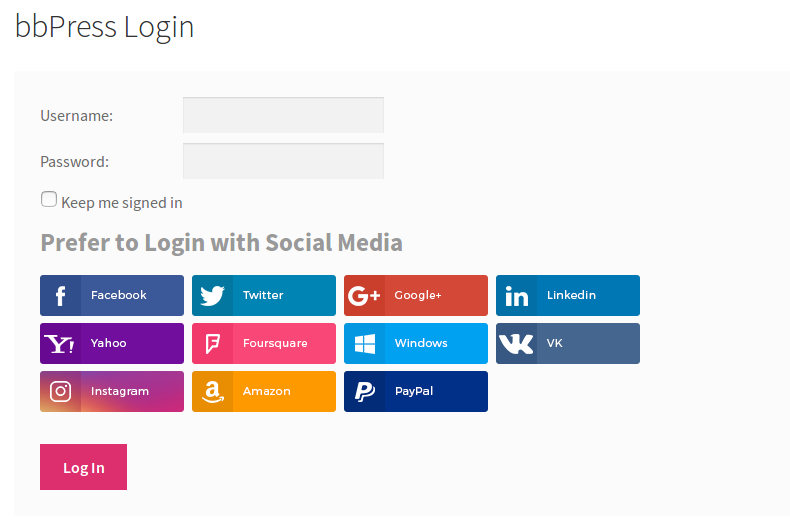 bbPress Login
Username:
Password:
Keep me signed in
Prefer to Login with Social Media
Facebook Twitter Google+ Linkedin
Yahoo Foursquare Windows VK
Instagram Amazon PayPal
Log In